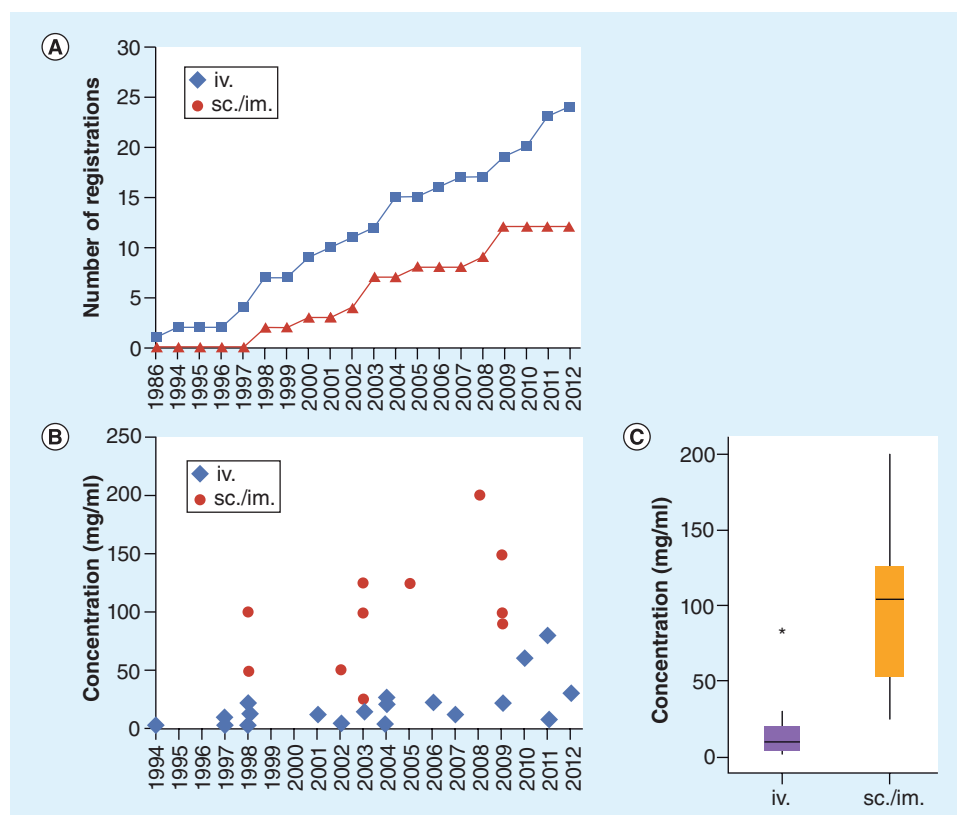 A
30
25
20
15
10
5
0
Number of registrations
iv.
sc./im.
1986 1994 1995 1996 1997 1998 1999 2000 2001 2002 2003 2004 2005 2006 2007 2008 2009 2010 2011 2012
B
250
200
150
100
50
0
Concentration (mg/ml)
iv.
sc./im.
1994 1995 1996 1997 1998 1999 2000 2001 2002 2003 2004 2005 2006 2007 2008 2009 2010 2011 2012
C
200
150
100
50
0
Concentration (mg/ml)
*
iv. sc./im.